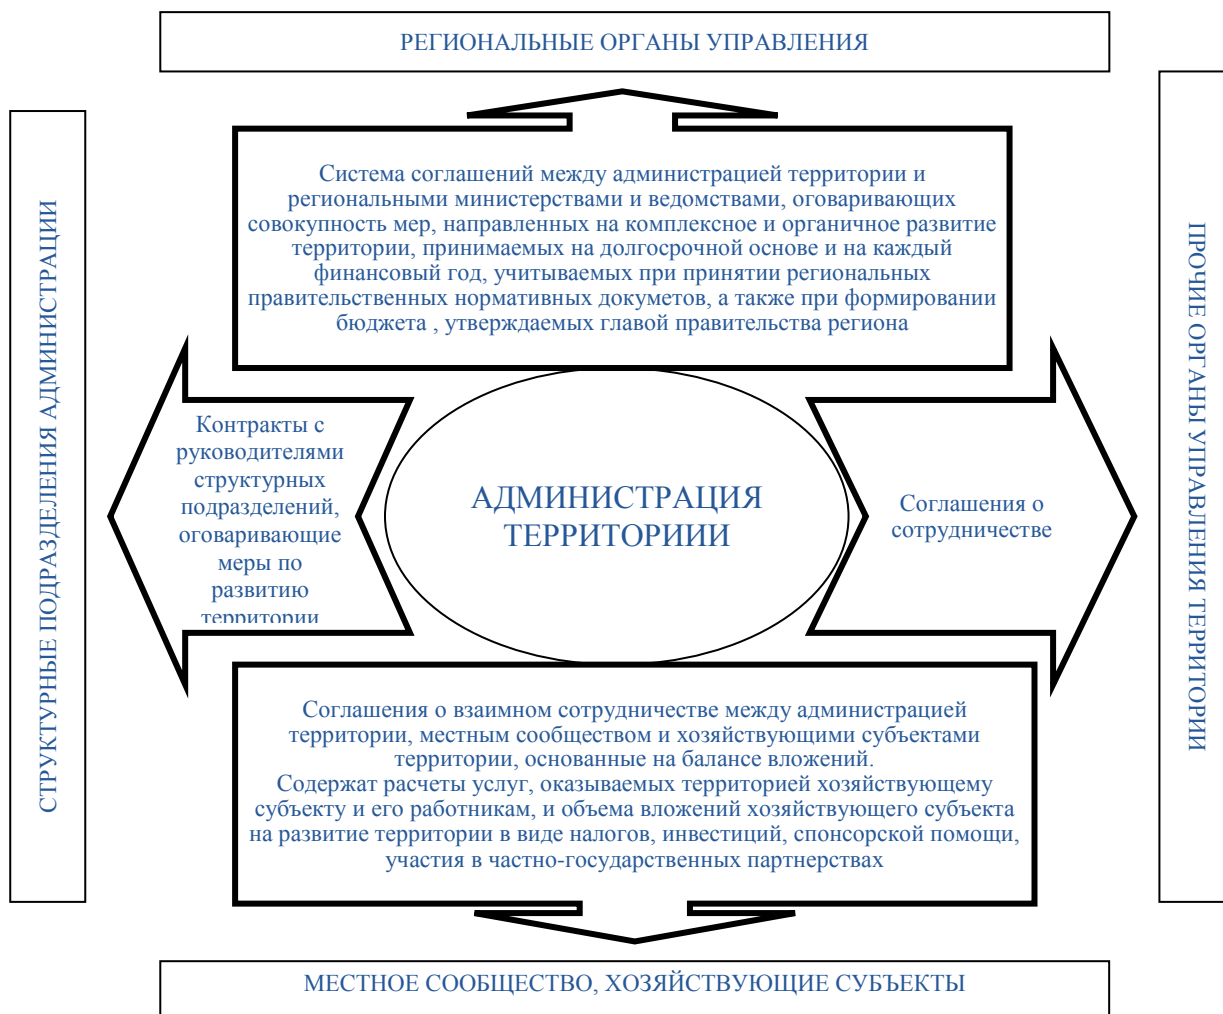 РЕГИОНАЛЬНЫЕ ОРГАНЫ УПРАВЛЕНИЯ
Система соглашений между администрацией территории и
региональными министерствами и ведомствами, оговаривающих
совокупность мер, направленных на комплексное и органичное развитие
территории, принимаемых на долгосрочной основе и на каждый
финансовый год, учитываемых при принятии региональных
правительственных нормативных докуметов, а также при формировании
бюджета , утверждаемых главой правительства региона
СТРУКТУРНЫЕ ПОДРАЗДЕЛЕНИЯ АДМИНИСТРАЦИИ
Контракты с
руководителями
структурных
подразделений,
оговаривающие
меры по
развитию
территории
АДМИНИСТРАЦИЯ
ТЕРРИТОРИИИ
Соглашения о
сотрудничестве
ПРОЧИЕ ОРГАНЫ УПРАВЛЕНИЯ ТЕРРИТОРИИ
Соглашения о взаимном сотрудничестве между администрацией
территории, местным сообществом и хозяйствующими субъектами
территории, основанные на балансе вложений.
Содержат расчеты услуг, оказываемых территорией хозяйствующему
субъекту и его работникам, и объема вложений хозяйствующего субъекта
на развитие территории в виде налогов, инвестиций, спонсорской помощи,
участия в частно-государственных партнерствах
МЕСТНОЕ СООБЩЕСТВО, ХОЗЯЙСТВУЮЩИЕ СУБЪЕКТЫ